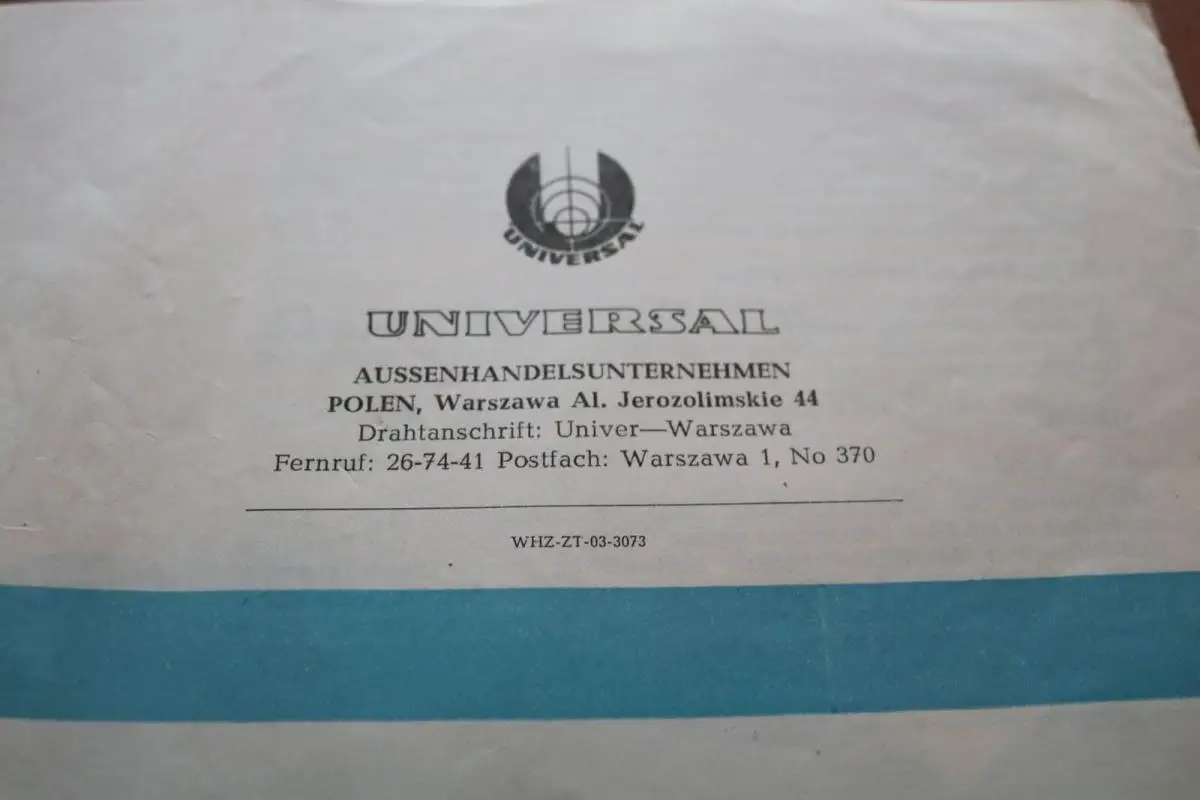 UNIVERSAL
UNIVERSAL
AUSSENHANDELSUNTERNEHMEN
POLEN, Warszawa Al. Jerozolimskie 44
Drahtanschrift: Univer—Warszawa
Fernruf: 26-74-41 Postfach: Warszawa 1, No 370
WHZ-ZT-03-3073